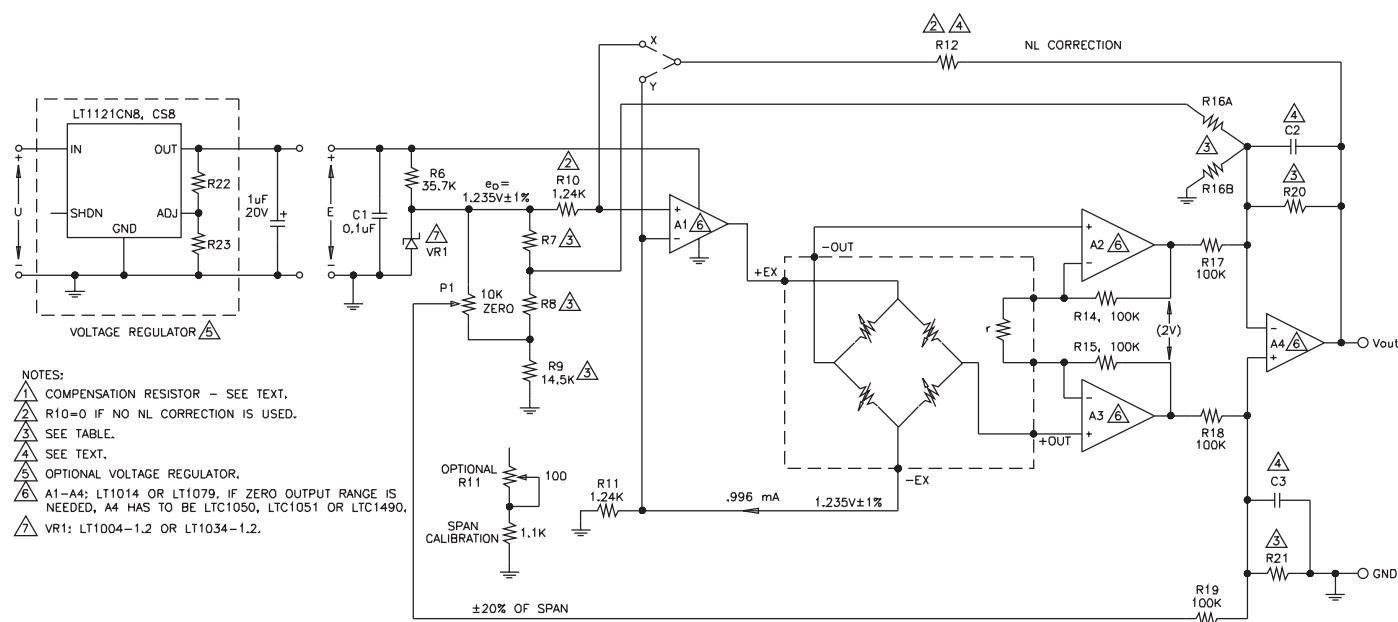 2 4
R12
NL CORRECTION
X
Y
LT1121CN8, CS8
IN
OUT
SHDN
ADJ
GND
R22
R23
+
U
−
1uF
20V
+
VOLTAGE REGULATOR 5
+
E
−
C1
0.1uF
R6
35.7K
7
VR1
eo=
1.235V±1%
2
R10
1.24K
R7 3
R8 3
R9
14.5K 3
P1
10K
ZERO
+
A1 6
−
R16A
3
R16B
4
C2
3
R20
+EX
−OUT
+OUT
−EX
r
+
A2 6
−
R14, 100K
(2V)
R15, 100K
−
A3 6
+
R17
100K
R18
100K
−
A4 6
+
Vout
NOTES:
1 COMPENSATION RESISTOR − SEE TEXT.
2 R10=0 IF NO NL CORRECTION IS USED.
3 SEE TABLE.
4 SEE TEXT.
5 OPTIONAL VOLTAGE REGULATOR.
6 A1−A4: LT1014 OR LT1079. IF ZERO OUTPUT RANGE IS
NEEDED, A4 HAS TO BE LTC1050, LTC1051 OR LTC1490.
7 VR1: LT1004−1.2 OR LT1034−1.2.
OPTIONAL
R11
100
SPAN
CALIBRATION
1.1K
R11
1.24K
.996 mA
1.235V±1%
4
C3
3
R21
GND
R19
100K
±20% OF SPAN